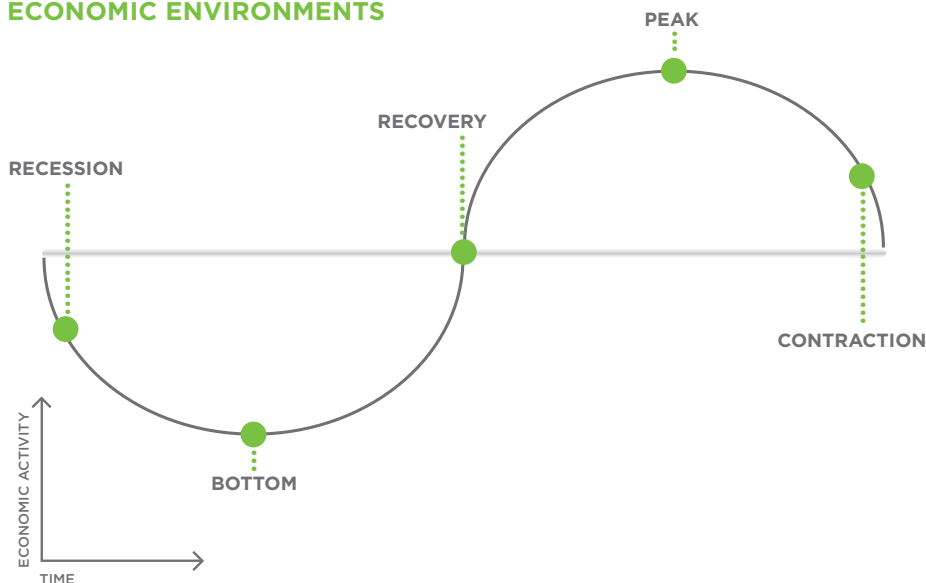 ECONOMIC ENVIRONMENTS
PEAK
RECOVERY
RECESSION
CONTRACTION
BOTTOM
ECONOMIC ACTIVITY
TIME